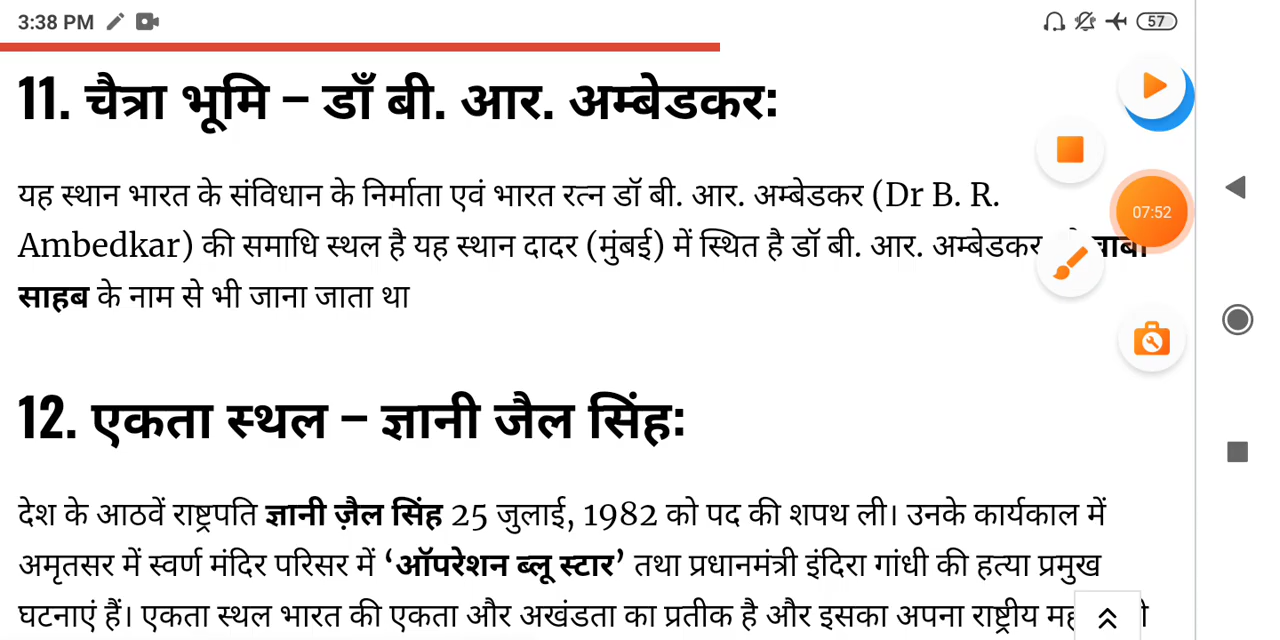 3:38 PM
57
11. चैत्रा भूमि – डाँ बी. आर. अम्बेडकर:
यह स्थान भारत के संविधान के निर्माता एवं भारत रत्न डॉ बी. आर. अम्बेडकर (Dr B. R.
07:52
Ambedkar) की समाधि स्थल है यह स्थान दादर (मुंबई) में स्थित है डॉ बी. आर. अम्बेडकर
साहब के नाम से भी जाना जाता था
12. एकता स्थल – ज्ञानी जैल सिंह:
देश के आठवें राष्ट्रपति ज्ञानी ज़ैल सिंह 25 जुलाई, 1982 को पद की शपथ ली। उनके कार्यकाल में
अमृतसर में स्वर्ण मंदिर परिसर में ‘ऑपरेशन ब्लू स्टार’ तथा प्रधानमंत्री इंदिरा गांधी की हत्या प्रमुख
घटनाएं हैं। एकता स्थल भारत की एकता और अखंडता का प्रतीक है और इसका अपना राष्ट्रीय